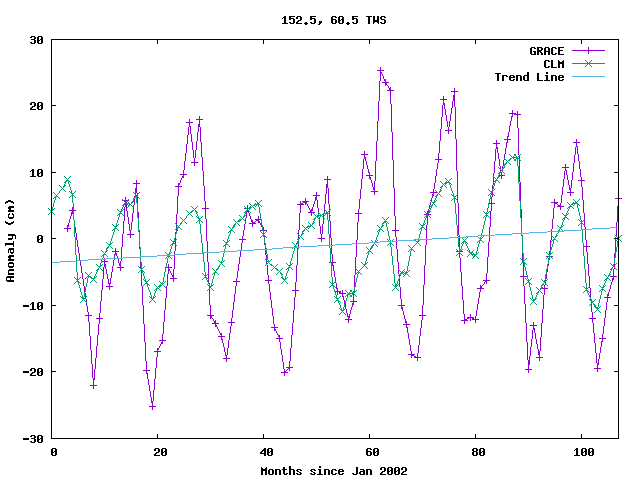 152.5, 60.5 TWS
GRACE
CLM
Trend Line
30
20
10
0
-10
-20
-30
Anomaly (cm)
0 20 40 60 80 100
Months since Jan 2002